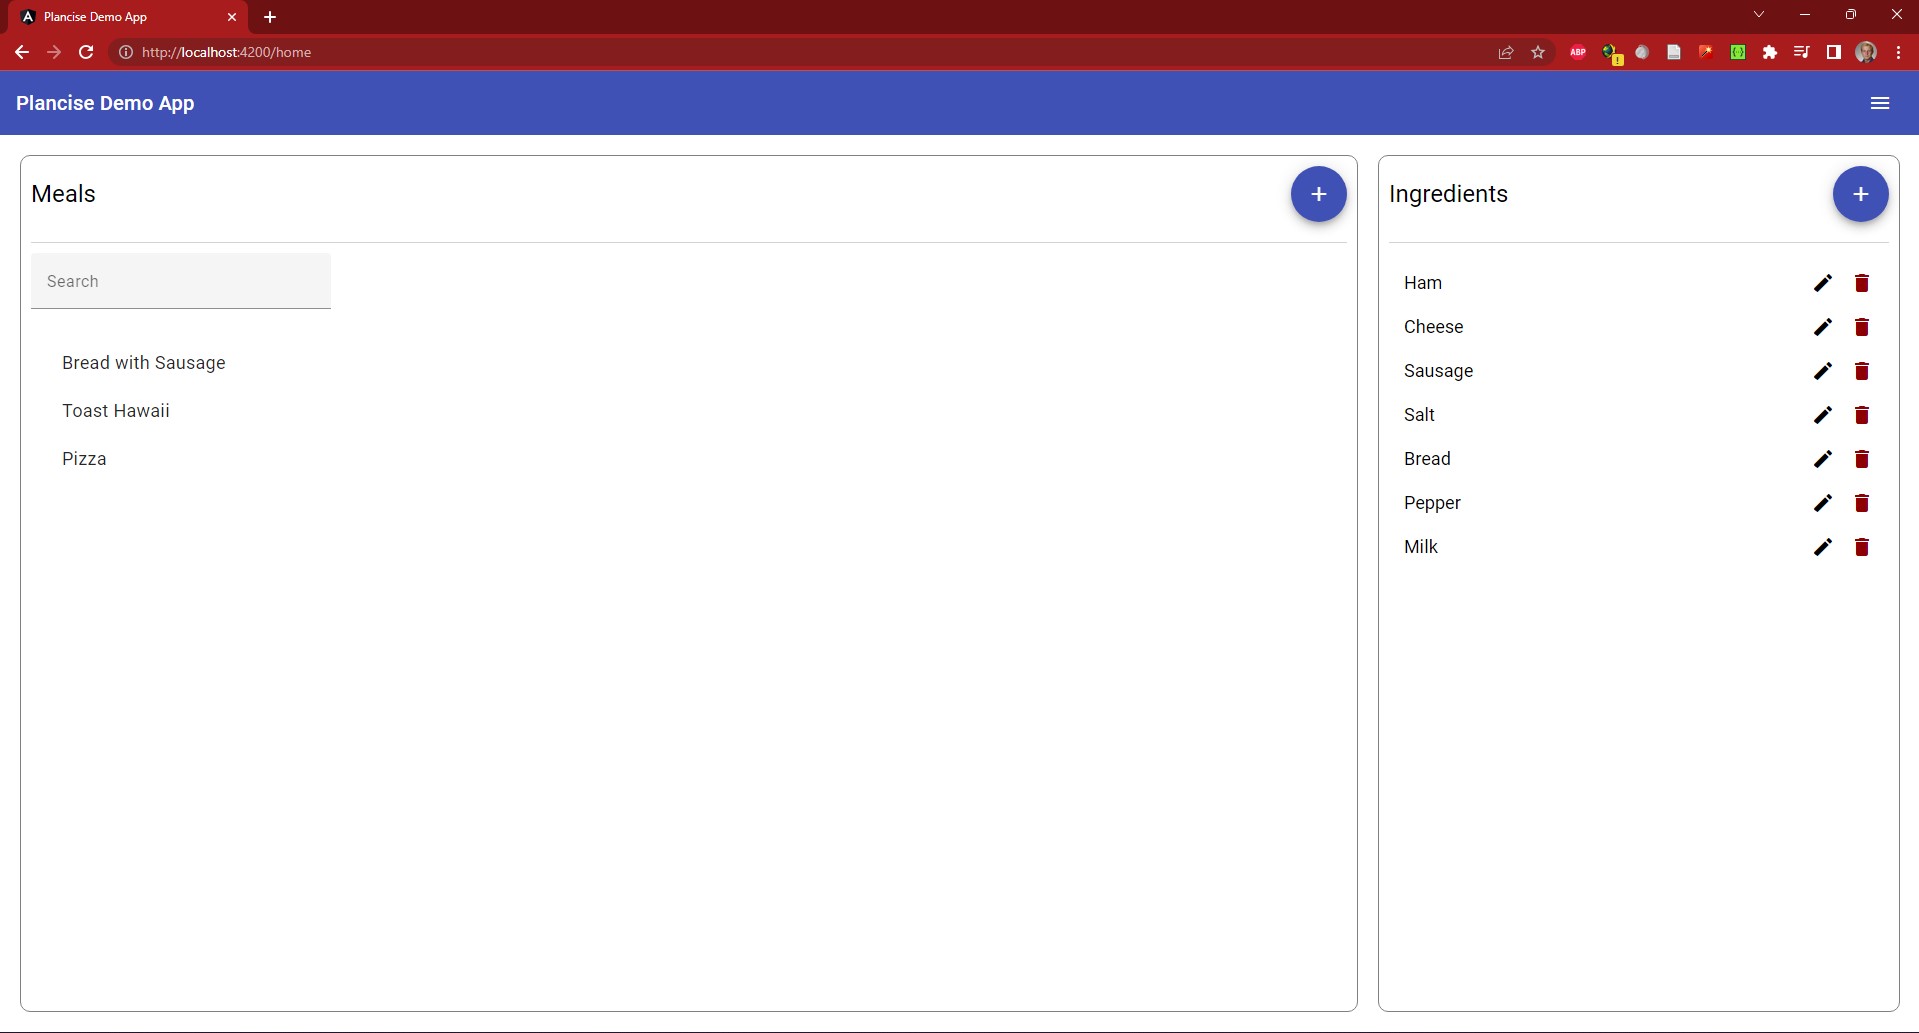 Plancise Demo App
http://localhost:4200/home
ABP
Plancise Demo App
Meals
Search
Bread with Sausage
Toast Hawaii
Pizza
Ingredients
Ham
Cheese
Sausage
Salt
Bread
Pepper
Milk